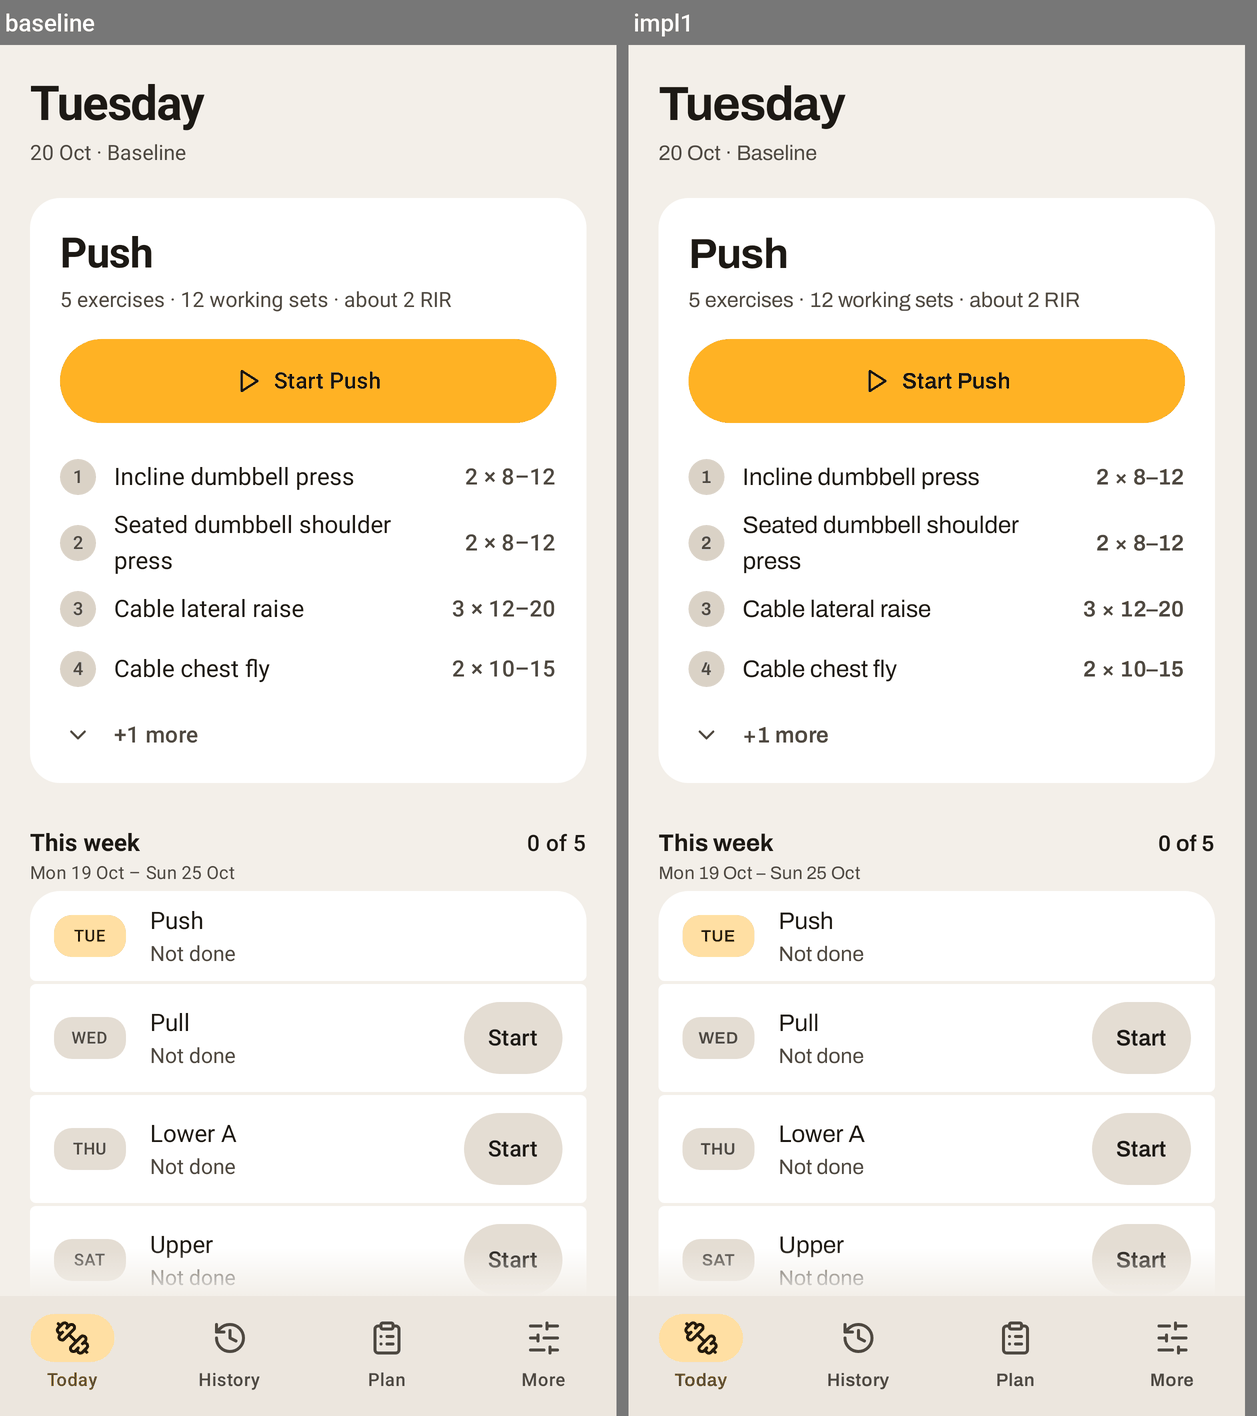 baseline
Tuesday
20 Oct · Baseline
Push
5 exercises · 12 working sets · about 2 RIR
Start Push
1 Incline dumbbell press 2 × 8–12
2 Seated dumbbell shoulder press 2 × 8–12
3 Cable lateral raise 3 × 12–20
4 Cable chest fly 2 × 10–15
+1 more
This week 0 of 5
Mon 19 Oct – Sun 25 Oct
TUE Push
Not done
WED Pull Start
Not done
THU Lower A Start
Not done
SAT Upper Start
Not done
Today History Plan More
impl1
Tuesday
20 Oct · Baseline
Push
5 exercises · 12 working sets · about 2 RIR
Start Push
1 Incline dumbbell press 2 × 8–12
2 Seated dumbbell shoulder press 2 × 8–12
3 Cable lateral raise 3 × 12–20
4 Cable chest fly 2 × 10–15
+1 more
This week 0 of 5
Mon 19 Oct – Sun 25 Oct
TUE Push
Not done
WED Pull Start
Not done
THU Lower A Start
Not done
SAT Upper Start
Not done
Today History Plan More